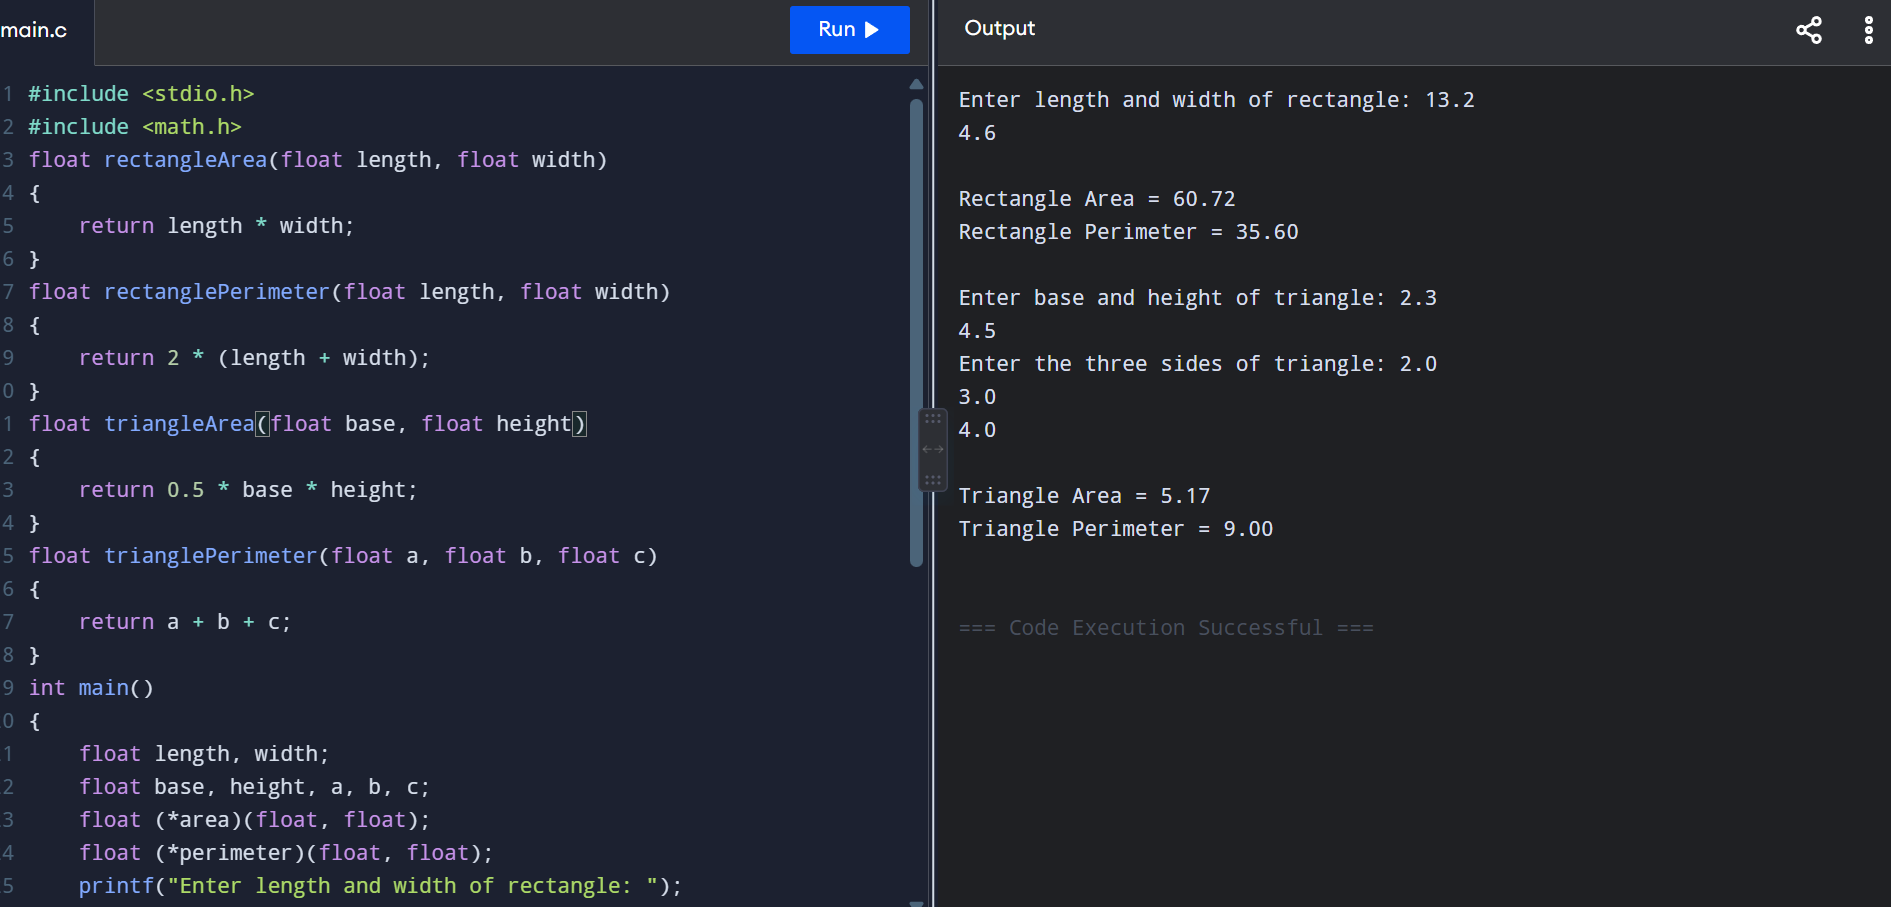 main.c
Run
1 #include <stdio.h>
2 #include <math.h>
3 float rectangleArea(float length, float width)
4 {
5     return length * width;
6 }
7 float rectanglePerimeter(float length, float width)
8 {
9     return 2 * (length + width);
0 }
1 float triangleArea(float base, float height)
2 {
3     return 0.5 * base * height;
4 }
5 float trianglePerimeter(float a, float b, float c)
6 {
7     return a + b + c;
8 }
9 int main()
0 {
1     float length, width;
2     float base, height, a, b, c;
3     float (*area)(float, float);
4     float (*perimeter)(float, float);
5     printf("Enter length and width of rectangle: ");
Output
Enter length and width of rectangle: 13.2
4.6
Rectangle Area = 60.72
Rectangle Perimeter = 35.60
Enter base and height of triangle: 2.3
4.5
Enter the three sides of triangle: 2.0
3.0
4.0
Triangle Area = 5.17
Triangle Perimeter = 9.00
=== Code Execution Successful ===